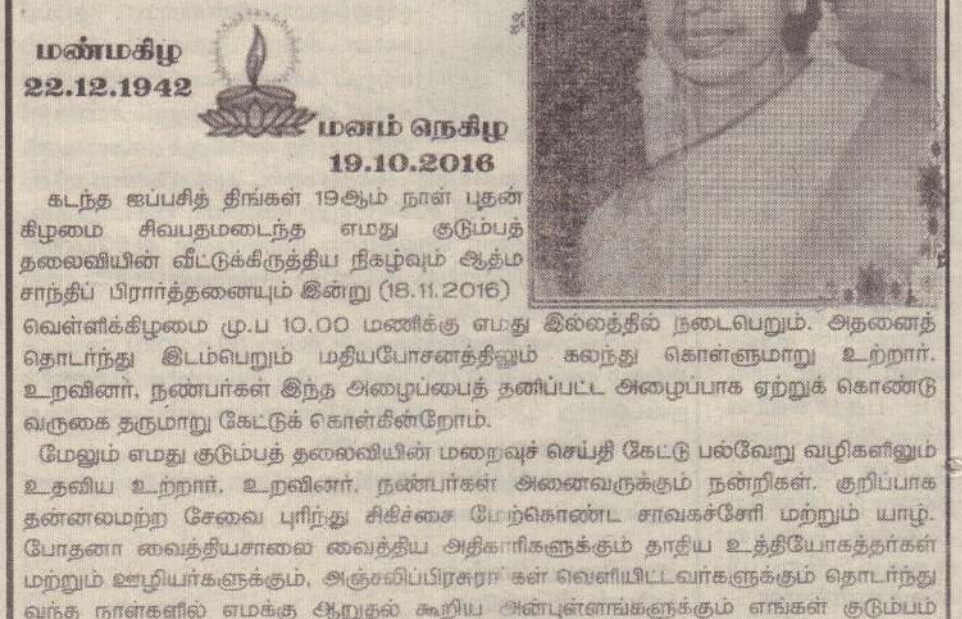 மண்மகிழ
22.12.1942
மனம் நெகிழ
19.10.2016
கடந்த ஐப்பசித் திங்கள் 19ஆம் நாள் புதன்
கிழமை சிவபதமடைந்த எமது குடும்பத்
தலைவியின் வீட்டுக்கிருத்திய நிகழ்வும் ஆத்ம
சாந்திப் பிரார்த்தனையும் இன்று (18.11.2016)
வெள்ளிக்கிழமை மு.ப 10.00 மணிக்கு எமது இல்லத்தில் நடைபெறும். அதனைத்
தொடர்ந்து இடம்பெறும் மதியபோசனத்திலும் கலந்து கொள்ளுமாறு உற்றார்,
உறவினர், நண்பர்கள் இந்த அழைப்பைத் தனிப்பட்ட அழைப்பாக ஏற்றுக் கொண்டு
வருகை தருமாறு கேட்டுக் கொள்கின்றோம்.
மேலும் எமது குடும்பத் தலைவியின் மறைவுச் செய்தி கேட்டு பல்வேறு வழிகளிலும்
உதவிய உற்றார், உறவினர், நண்பர்கள் அனைவருக்கும் நன்றிகள். குறிப்பாக
தன்னலமற்ற சேவை புரிந்து சிகிச்சை மேற்கொண்ட சாவகச்சேரி மற்றும் யாழ்.
போதனா வைத்தியசாலை வைத்திய அதிகாரிகளுக்கும் தாதிய உத்தியோகத்தர்கள்
மற்றும் ஊழியர்களுக்கும், அஞ்சலிப்பிரசுரங்கள் வெளியிட்டவர்களுக்கும் தொடர்ந்து
வந்த நாள்களில் எமக்கு ஆறுதல் கூறிய அன்புள்ளங்களுக்கும் எங்கள் குடும்பம்